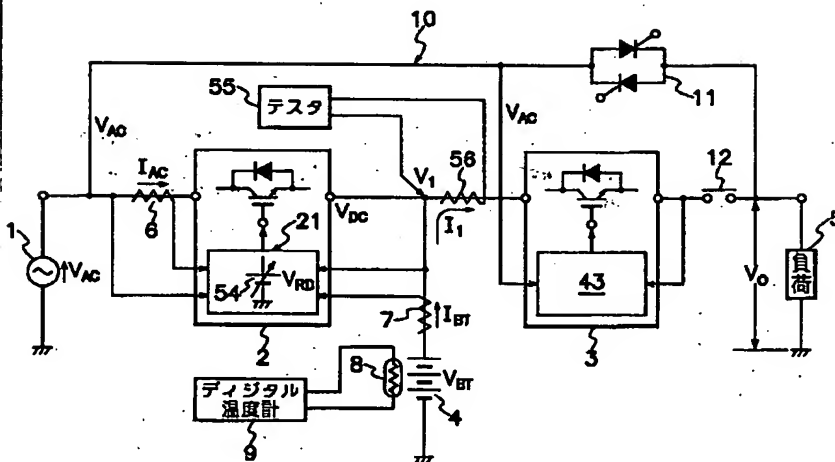 10
55
テスタ
11
V_AC
V_AC
I_AC
6
V_1
56
12
5
1
V_AC
21
V_DC
I_1
54
V_RD
43
V_O
負荷
2
7
I_BT
3
8
V_BT
ディジタル
温度計
4
9